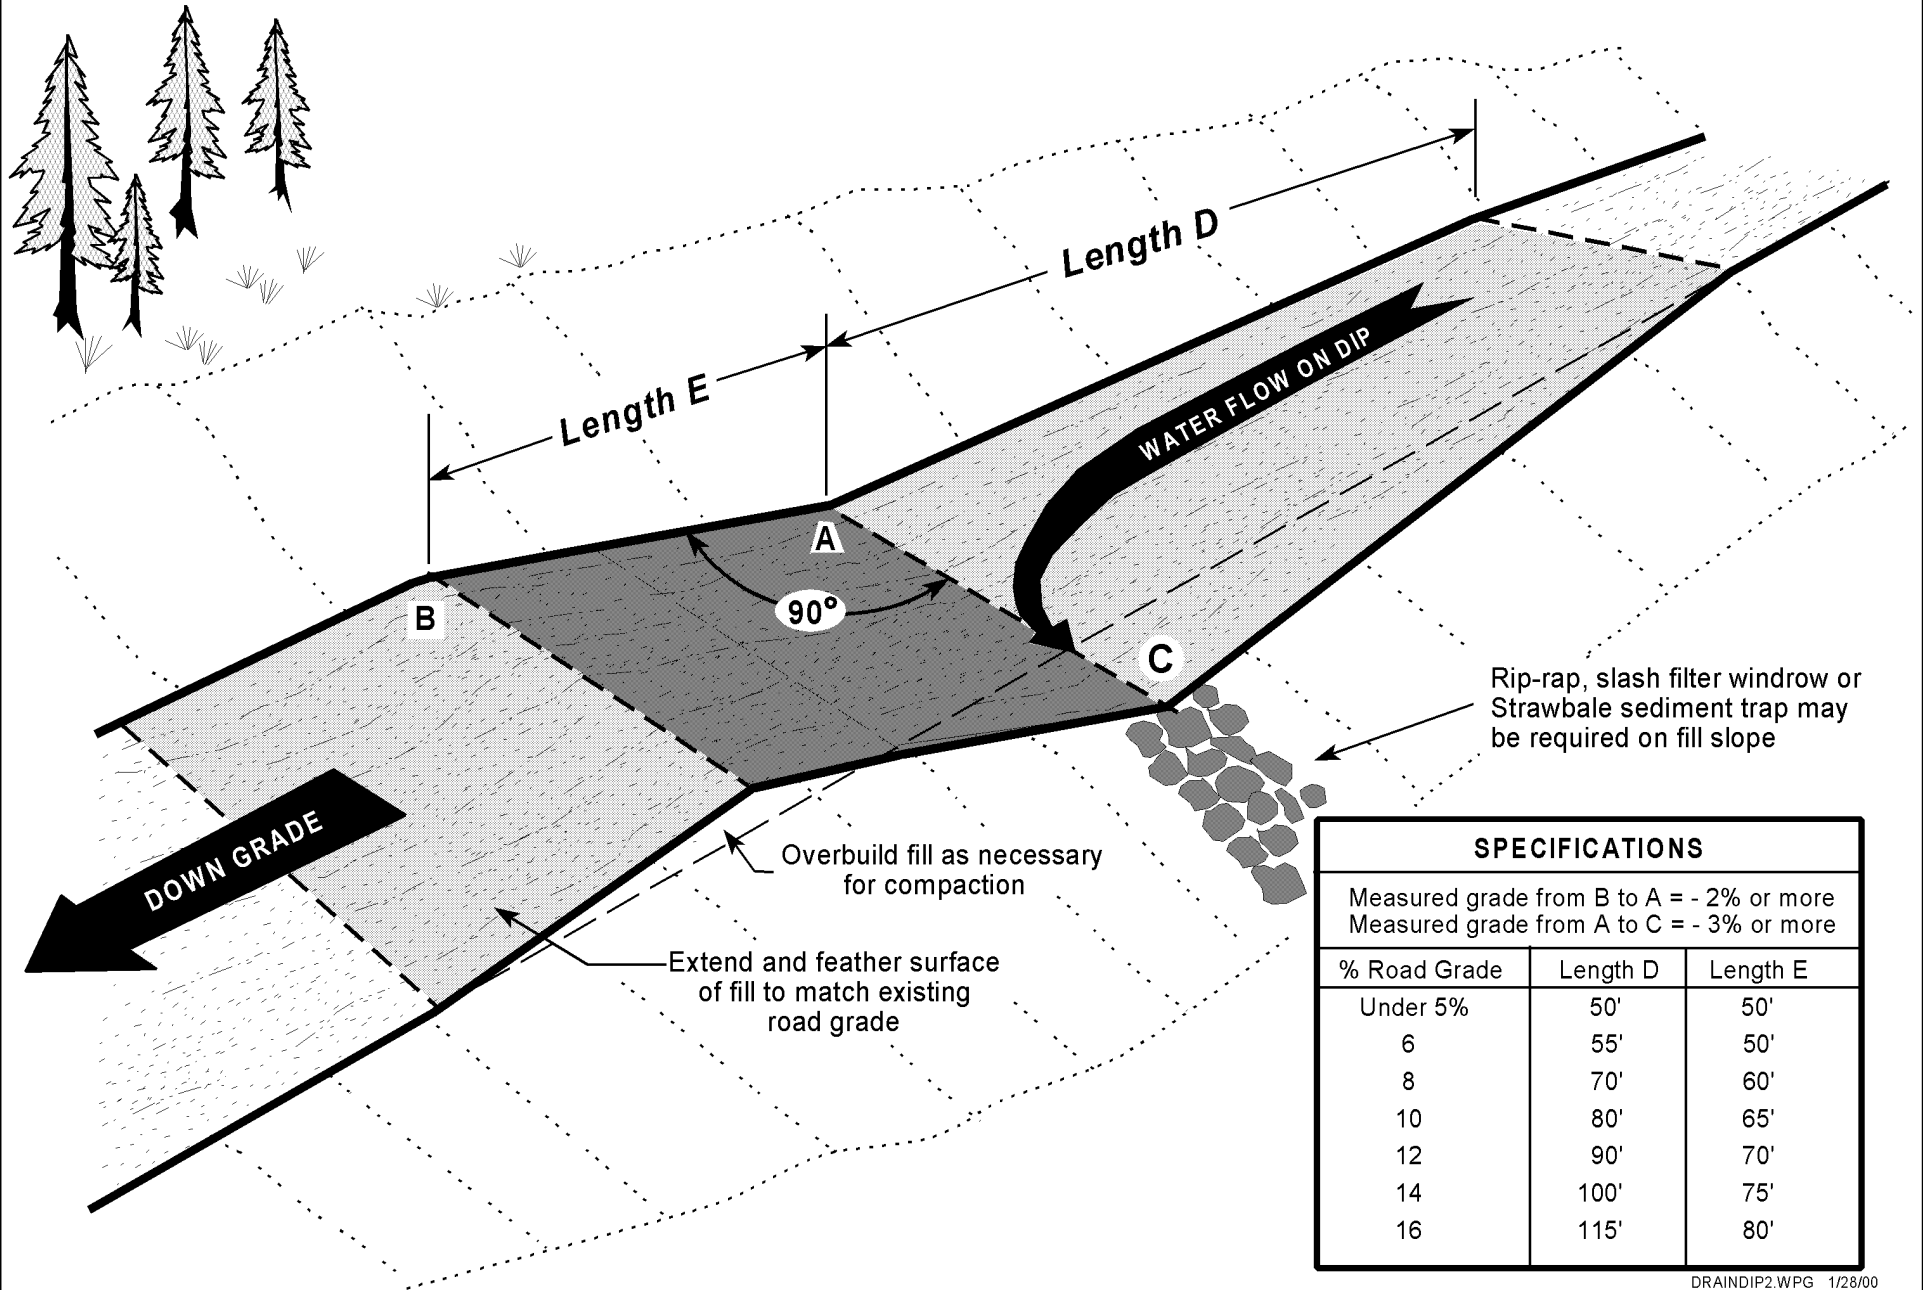 Length D
WATER FLOW ON DIP
Length E
A
90°
B
C
Rip-rap, slash filter windrow or
Strawbale sediment trap may
be required on fill slope
DOWN GRADE
Overbuild fill as necessary
for compaction
Extend and feather surface
of fill to match existing
road grade
SPECIFICATIONS
Measured grade from B to A = - 2% or more
Measured grade from A to C = - 3% or more
% Road Grade Length D Length E
Under 5% 50' 50'
6 55' 50'
8 70' 60'
10 80' 65'
12 90' 70'
14 100' 75'
16 115' 80'
DRAINDIP2.WPG 1/28/00